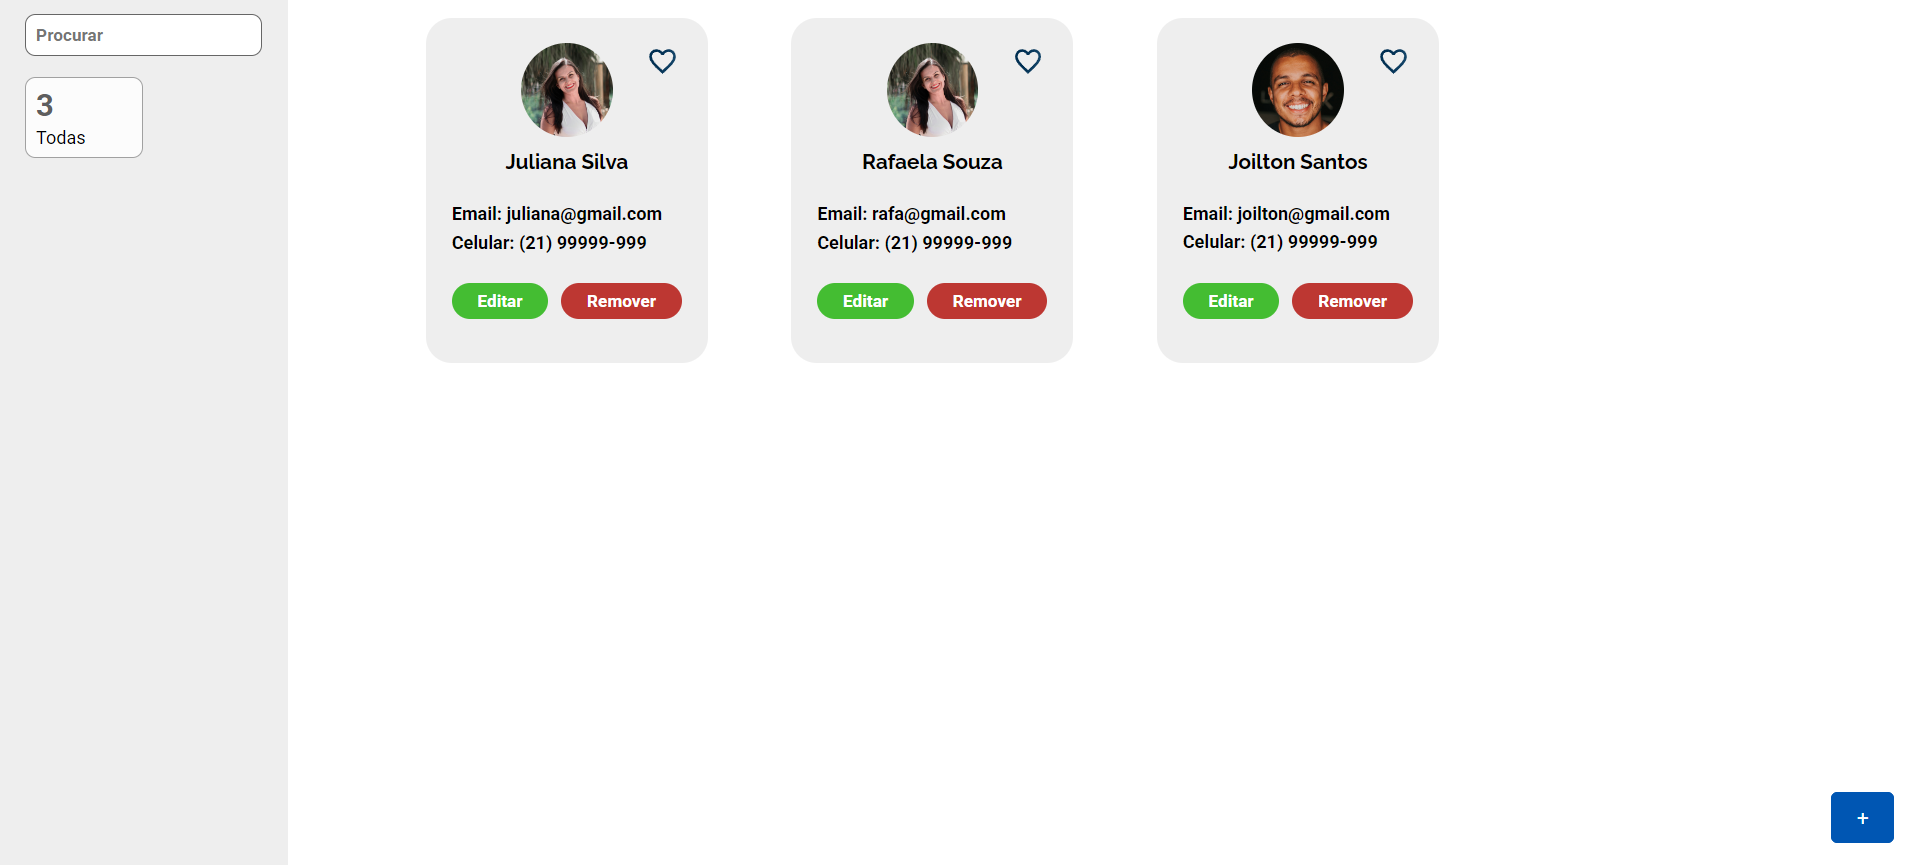 Procurar
3
Todas
Juliana Silva
Email: juliana@gmail.com
Celular: (21) 99999-999
Editar
Remover
Rafaela Souza
Email: rafa@gmail.com
Celular: (21) 99999-999
Editar
Remover
Joilton Santos
Email: joilton@gmail.com
Celular: (21) 99999-999
Editar
Remover
+